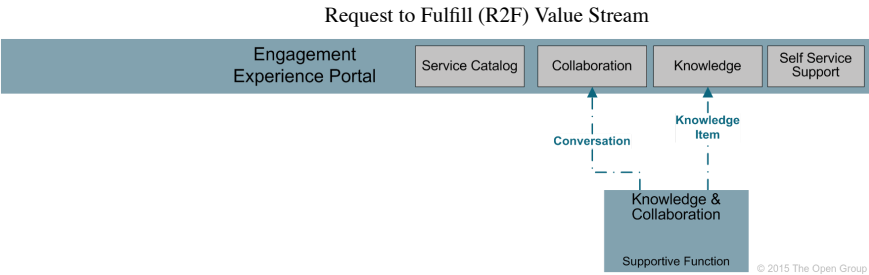 Request to Fulfill (R2F) Value Stream
Engagement
Experience Portal
Service Catalog
Collaboration
Knowledge
Self Service
Support
Conversation
Knowledge
Item
Knowledge &
Collaboration
Supportive Function
© 2015 The Open Group